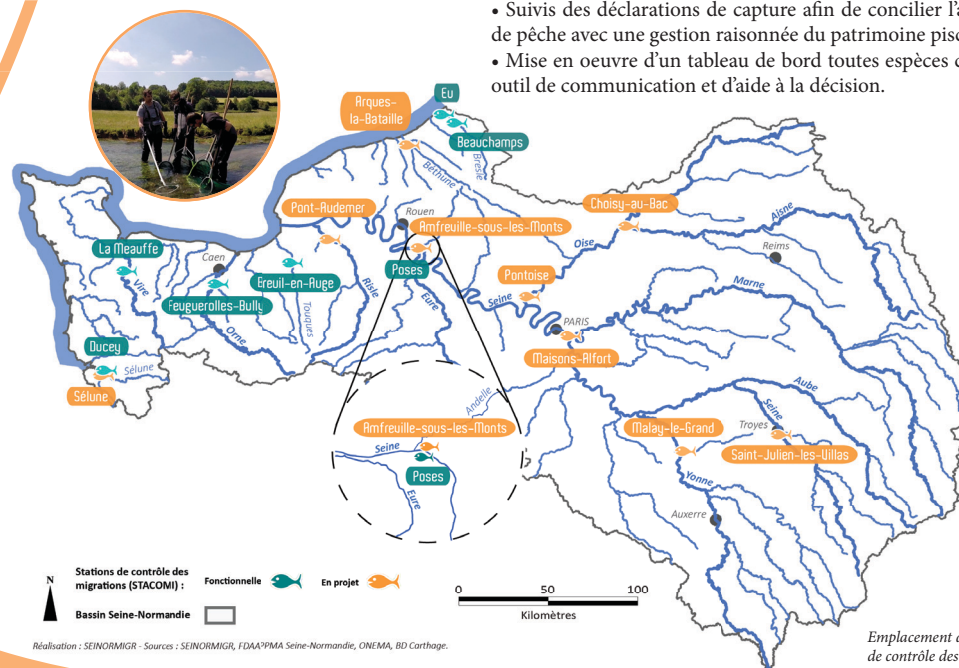 • Suivis des déclarations de capture afin de concilier l'a
de pêche avec une gestion raisonnée du patrimoine pisc
• Mise en oeuvre d'un tableau de bord toutes espèces
outil de communication et d'aide à la décision.
Eu
Arques-
la-Bataille
Beauchamps
Bresle
Béthune
Pont-Audemer
Rouen
Amfreuille-sous-les-Monts
Choisy-au-Bac
Aisne
Oise
Reims
La Meauffe
Caen
Breuil-en-Auge
Poses
Pontoise
Marne
Vire
Feuguerolles-Bully
Touques
Risle
Eure
Seine
PARIS
Orne
Maisons-Alfort
Ducey
Sélune
Sélune
Aube
Andelle
Seine
Amfreuille-sous-les-Monts
Malay-le-Grand
Troyes
Saint-Julien-les-Villas
Seine
Poses
Eure
Yonne
Auxerre
N
Stations de contrôle des
migrations (STACOMI) :
Fonctionnelle
En projet
Bassin Seine-Normandie
0 50 100
Kilomètres
Réalisation : SEINORMIGR - Sources : SEINORMIGR, FDAA?PMA Seine-Normandie, ONEMA, BD Carthage.
Emplacement
de contrôle des